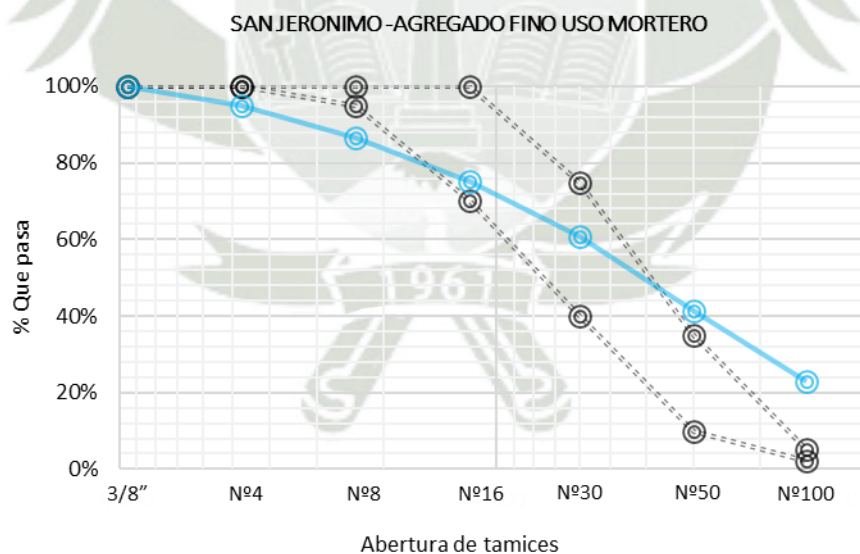 SAN JERONIMO -AGREGADO FINO USO MORTERO
100%
80%
60%
40%
20%
0%
% Que pasa
3/8” Nº4 Nº8 Nº16 Nº30 Nº50 Nº100
Abertura de tamices
1961